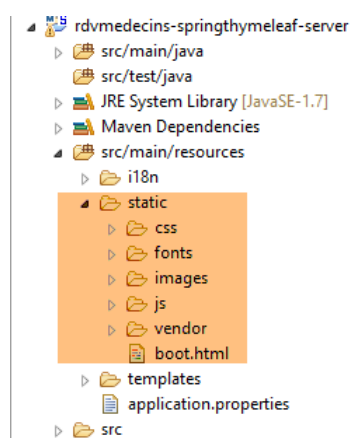 rdvmedecins-springthymeleaf-server
src/main/java
src/test/java
JRE System Library [JavaSE-1.7]
Maven Dependencies
src/main/resources
i18n
static
css
fonts
images
js
vendor
boot.html
templates
application.properties
src